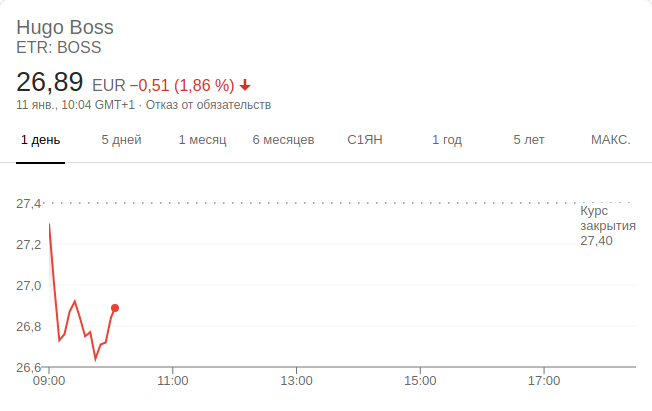 Hugo Boss
ETR: BOSS
26,89 EUR −0,51 (1,86 %)
11 янв., 10:04 GMT+1 · Отказ от обязательств
1 день 5 дней 1 месяц 6 месяцев С1ЯН 1 год 5 лет МАКС.
27,4
Курс
закрытия
27,40
27,2
27,0
26,8
26,6
09:00 11:00 13:00 15:00 17:00